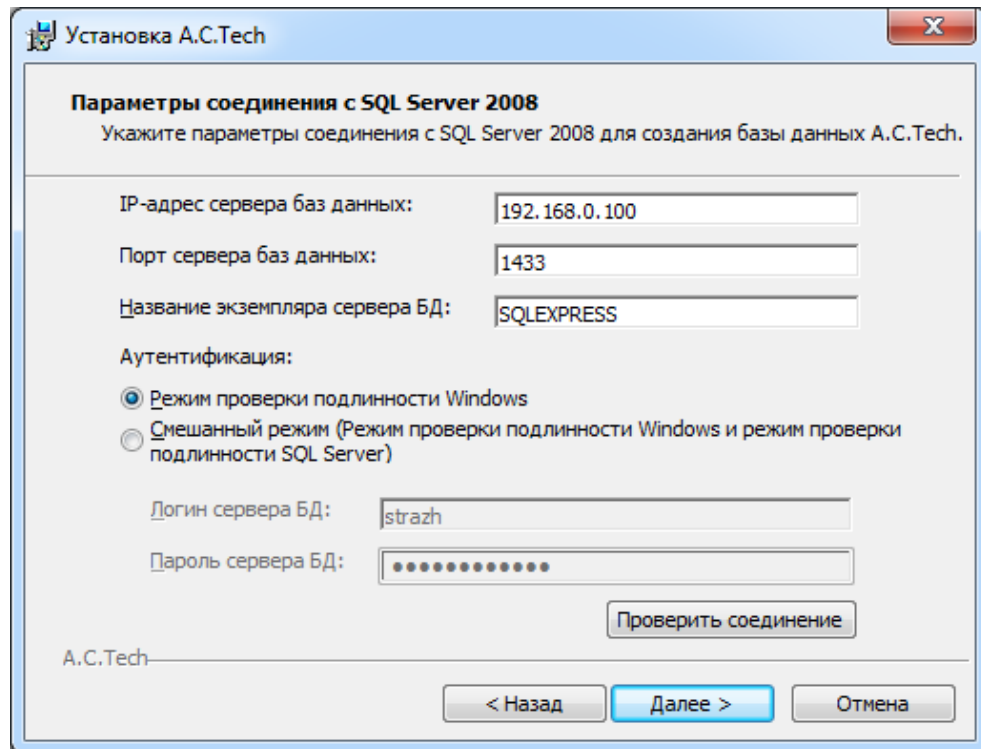 Установка A.C.Tech
Параметры соединения с SQL Server 2008
Укажите параметры соединения с SQL Server 2008 для создания базы данных A.C.Tech.
IP-адрес сервера баз данных:
192.168.0.100
Порт сервера баз данных:
1433
Название экземпляра сервера БД:
SQLEXPRESS
Аутентификация:
Режим проверки подлинности Windows
Смешанный режим (Режим проверки подлинности Windows и режим проверки
подлинности SQL Server)
Логин сервера БД:
strazh
Пароль сервера БД:
●●●●●●●●●●●●
Проверить соединение
A.C.Tech
< Назад
Далее >
Отмена